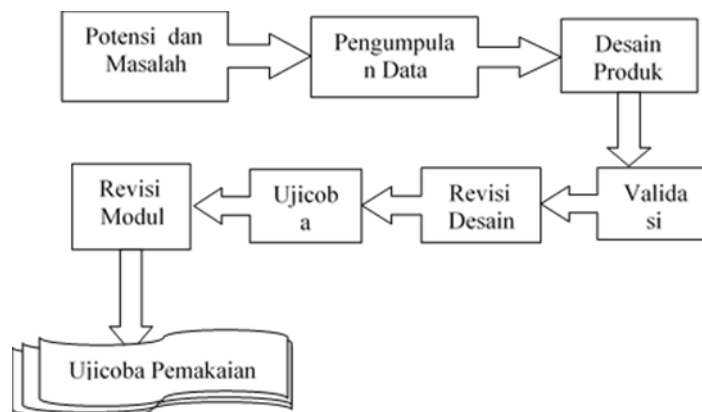 Potensi dan
Masalah
Pengumpula
n Data
Desain
Produk
Valida
si
Revisi
Desain
Ujicob
a
Revisi
Modul
Ujicoba Pemakaian